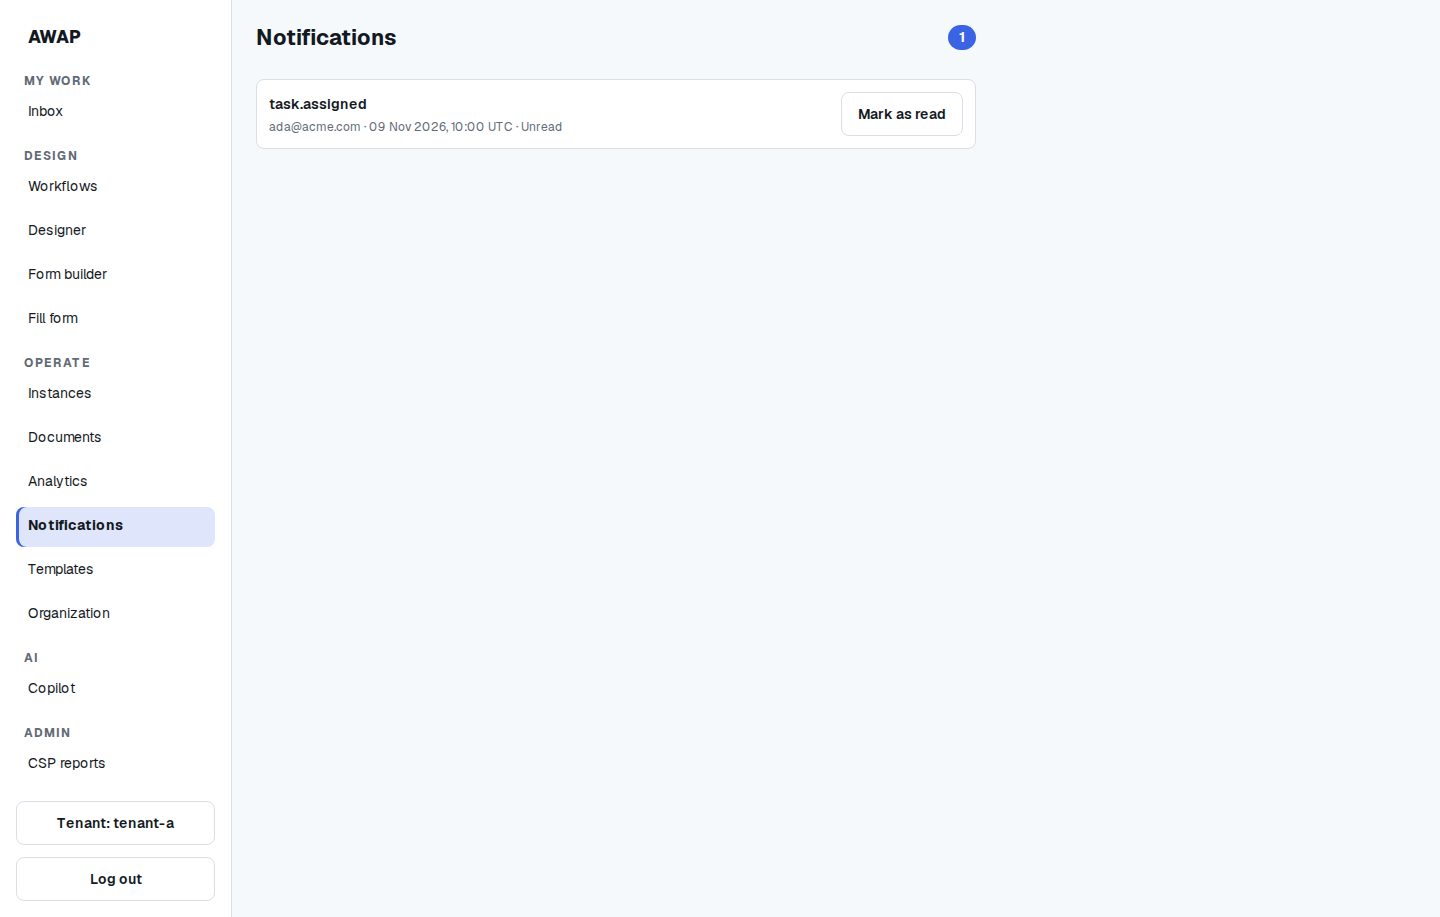 AWAP
MY WORK
Inbox
DESIGN
Workflows
Designer
Form builder
Fill form
OPERATE
Instances
Documents
Analytics
Notifications
Templates
Organization
AI
Copilot
ADMIN
CSP reports
Tenant: tenant-a
Log out
Notifications
1
task.assigned
ada@acme.com · 09 Nov 2026, 10:00 UTC · Unread
Mark as read